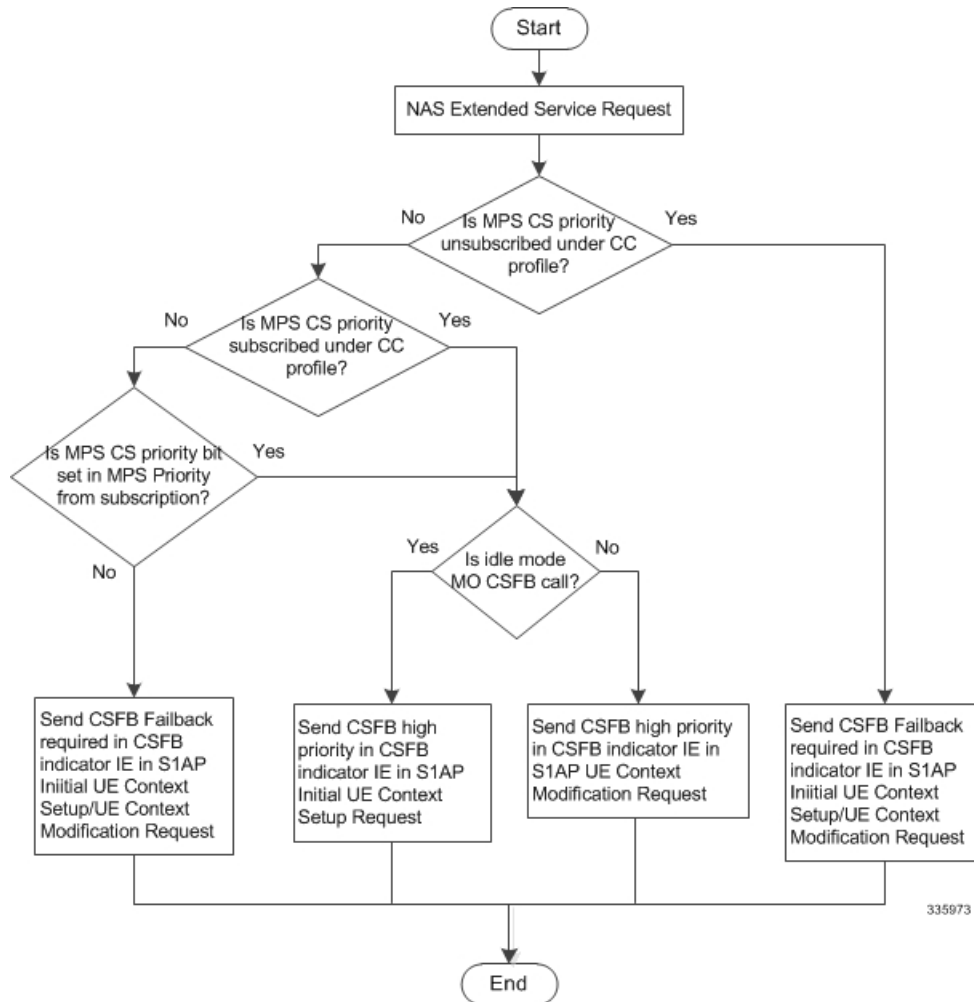 Start
NAS Extended Service Request
No
Is MPS CS priority
unsubscribed under CC
profile?
Yes
No
Is MPS CS priority
subscribed under CC
profile?
Yes
Is MPS CS priority bit
set in MPS Priority
from subscription?
Yes
No
Yes
Is idle mode
MO CSFB call?
No
Send CSFB Failback
required in CSFB
indicator IE in S1AP
Iniitial UE Context
Setup/UE Context
Modification Request
Send CSFB high
priority in CSFB
indicator IE in S1AP
Initial UE Context
Setup Request
Send CSFB high priority
in CSFB indicator IE in
S1AP UE Context
Modification Request
Send CSFB Failback
required in CSFB
indicator IE in S1AP
Iniitial UE Context
Setup/UE Context
Modification Request
335973
End